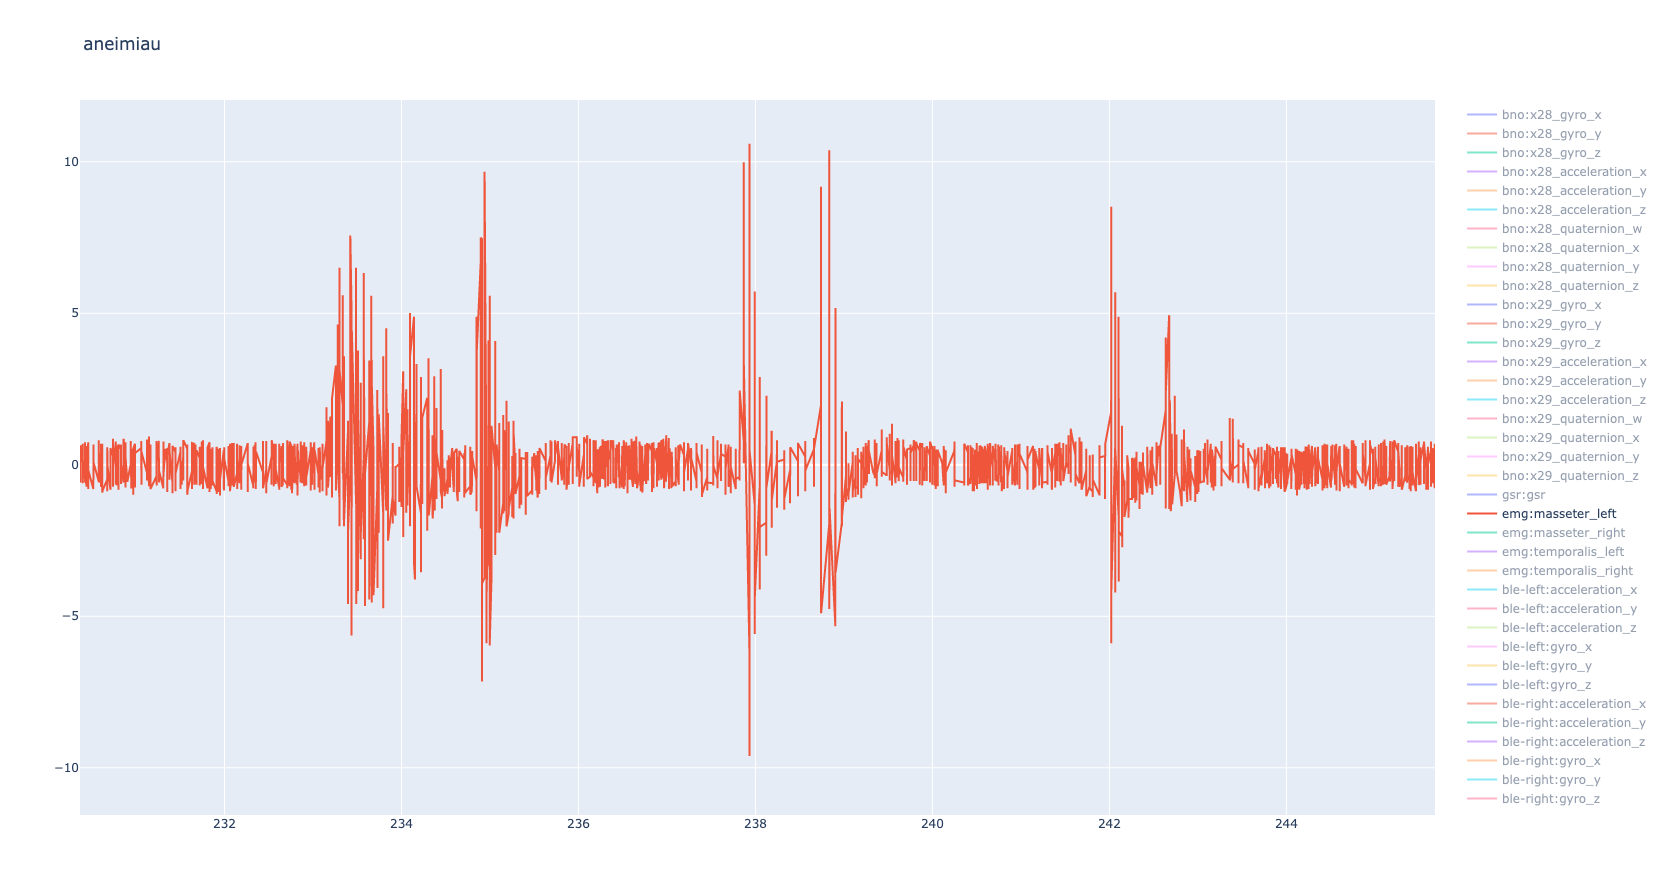 aneimiau
10
5
0
−5
−10
232
234
236
238
240
242
244
bno:x28_gyro_x
bno:x28_gyro_y
bno:x28_gyro_z
bno:x28_acceleration_x
bno:x28_acceleration_y
bno:x28_acceleration_z
bno:x28_quaternion_w
bno:x28_quaternion_x
bno:x28_quaternion_y
bno:x28_quaternion_z
bno:x29_gyro_x
bno:x29_gyro_y
bno:x29_gyro_z
bno:x29_acceleration_x
bno:x29_acceleration_y
bno:x29_acceleration_z
bno:x29_quaternion_w
bno:x29_quaternion_x
bno:x29_quaternion_y
bno:x29_quaternion_z
gsr:gsr
emg:masseter_left
emg:masseter_right
emg:temporalis_left
emg:temporalis_right
ble-left:acceleration_x
ble-left:acceleration_y
ble-left:acceleration_z
ble-left:gyro_x
ble-left:gyro_y
ble-left:gyro_z
ble-right:acceleration_x
ble-right:acceleration_y
ble-right:acceleration_z
ble-right:gyro_x
ble-right:gyro_y
ble-right:gyro_z